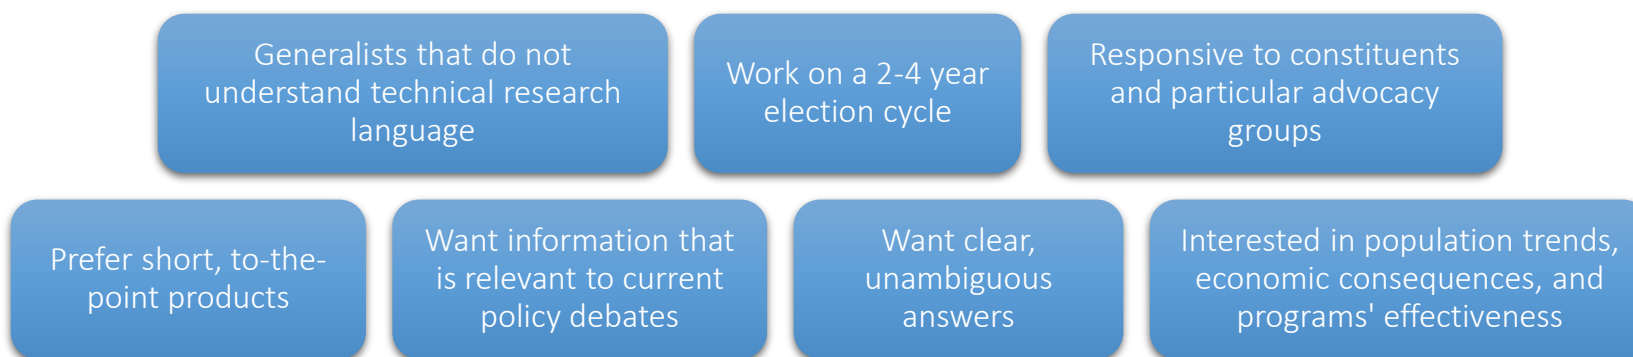 Generalists that do not
understand technical research
language
Work on a 2-4 year
election cycle
Responsive to constituents
and particular advocacy
groups
Prefer short, to-the-
point products
Want information that
is relevant to current
policy debates
Want clear,
unambiguous
answers
Interested in population trends,
economic consequences, and
programs' effectiveness